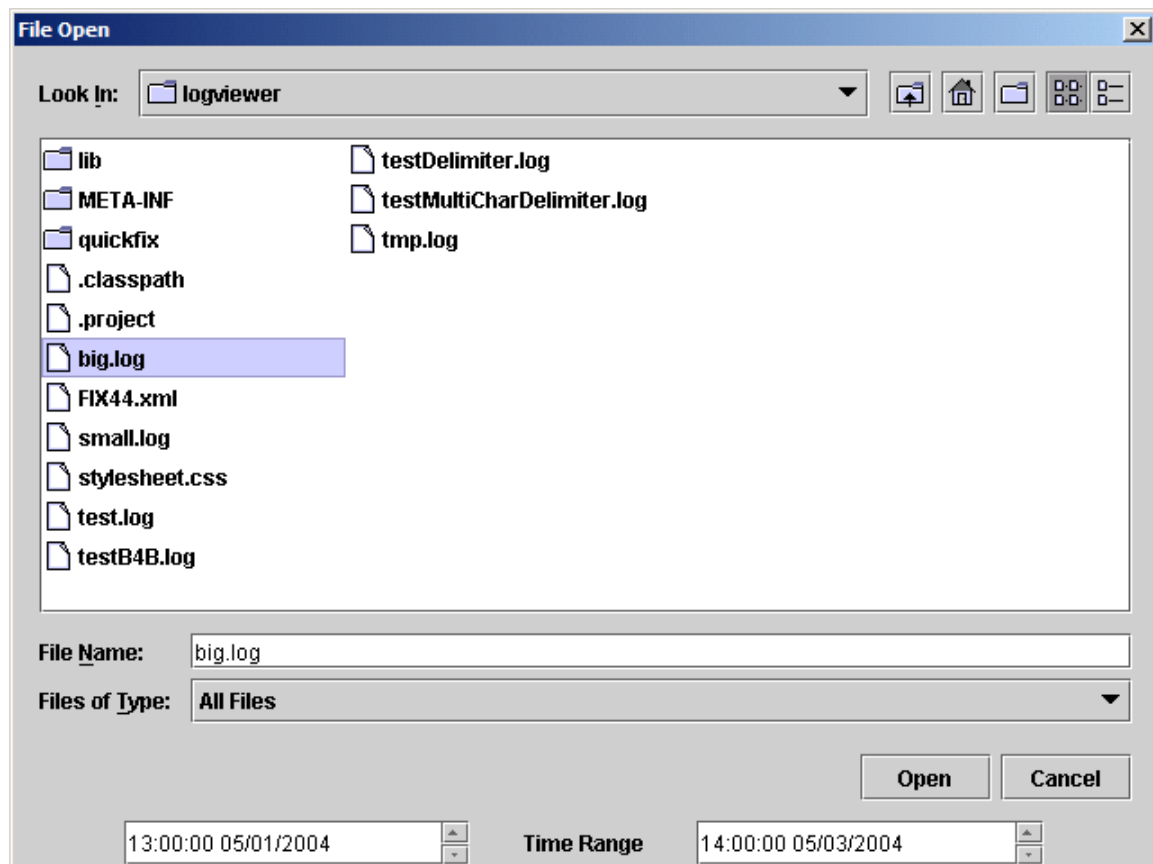 File Open
Look In: logviewer
lib
META-INF
quickfix
.classpath
.project
big.log
FIX44.xml
small.log
stylesheet.css
test.log
testB4B.log
testDelimiter.log
testMultiCharDelimiter.log
tmp.log
File Name: big.log
Files of Type: All Files
Open Cancel
13:00:00 05/01/2004 Time Range 14:00:00 05/03/2004